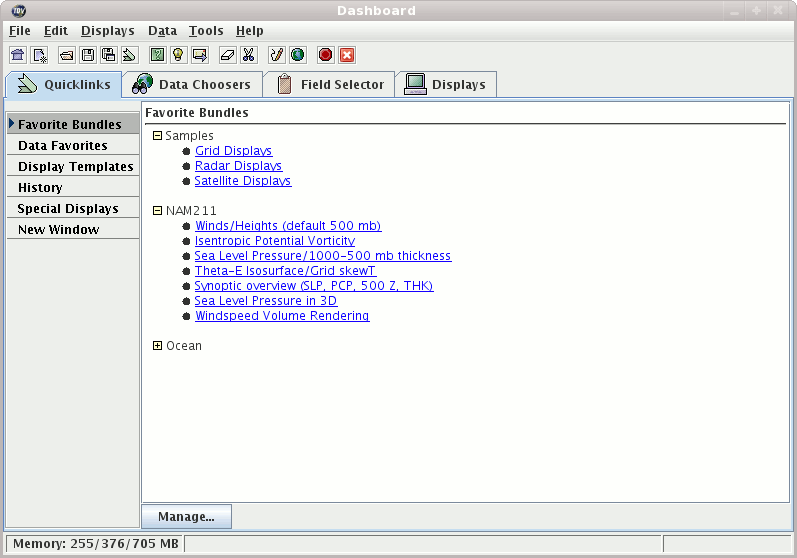 IDV
Dashboard
File Edit Displays Data Tools Help
Quicklinks Data Choosers Field Selector Displays
Favorite Bundles
Data Favorites
Display Templates
History
Special Displays
New Window
Favorite Bundles
Samples
Grid Displays
Radar Displays
Satellite Displays
NAM211
Winds/Heights (default 500 mb)
Isentropic Potential Vorticity
Sea Level Pressure/1000-500 mb thickness
Theta-E Isosurface/Grid skewT
Synoptic overview (SLP, PCP, 500 Z, THK)
Sea Level Pressure in 3D
Windspeed Volume Rendering
Ocean
Manage...
Memory: 255/376/705 MB